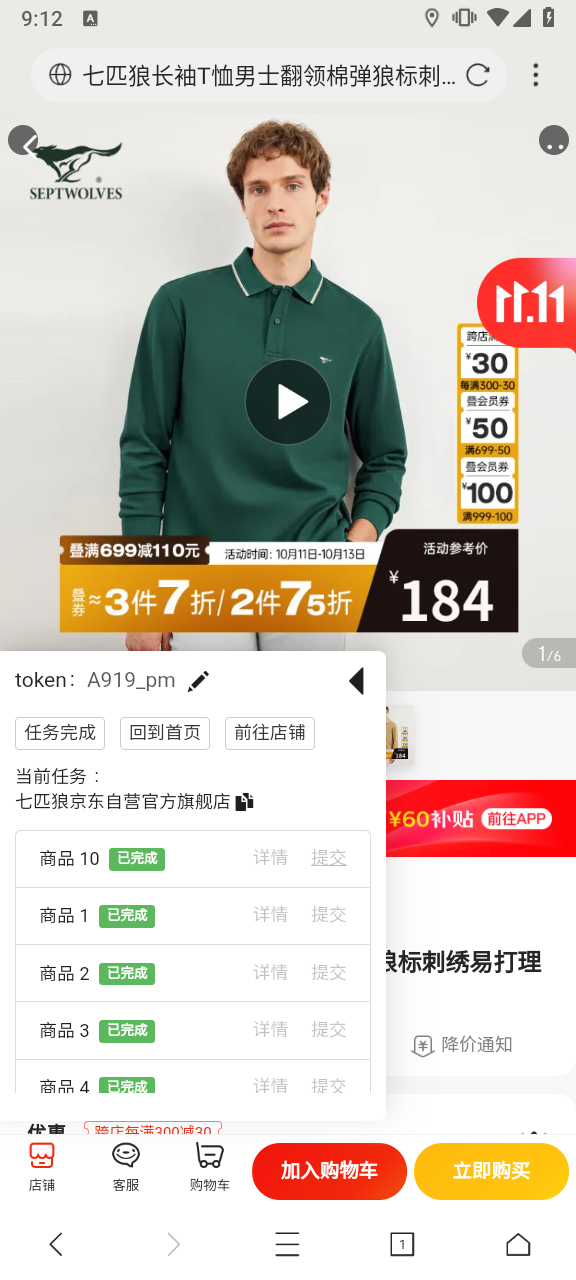 9:12
A
七匹狼长袖T恤男士翻领棉弹狼标刺...
SEPTWOLVES
®
11.11
跨店满
¥30
每满300-30
叠会员券
¥50
满699-50
叠会员券
¥100
满999-100
叠满699减110元
活动时间：10月11日-10月13日
活动参考价
叠券≈3件7折/2件75折
¥184
1/6
token： A919_pm
任务完成 回到首页 前往店铺
当前任务：
七匹狼京东自营官方旗舰店
184
¥60补贴 前往APP
商品 10 已完成 详情 提交
商品 1 已完成 详情 提交
狼标刺绣易打理
商品 2 已完成 详情 提交
商品 3 已完成 详情 提交
降价通知
商品 4 已完成 详情 提交
优惠 跨店每满300减30
店铺 客服 购物车 加入购物车 立即购买
1